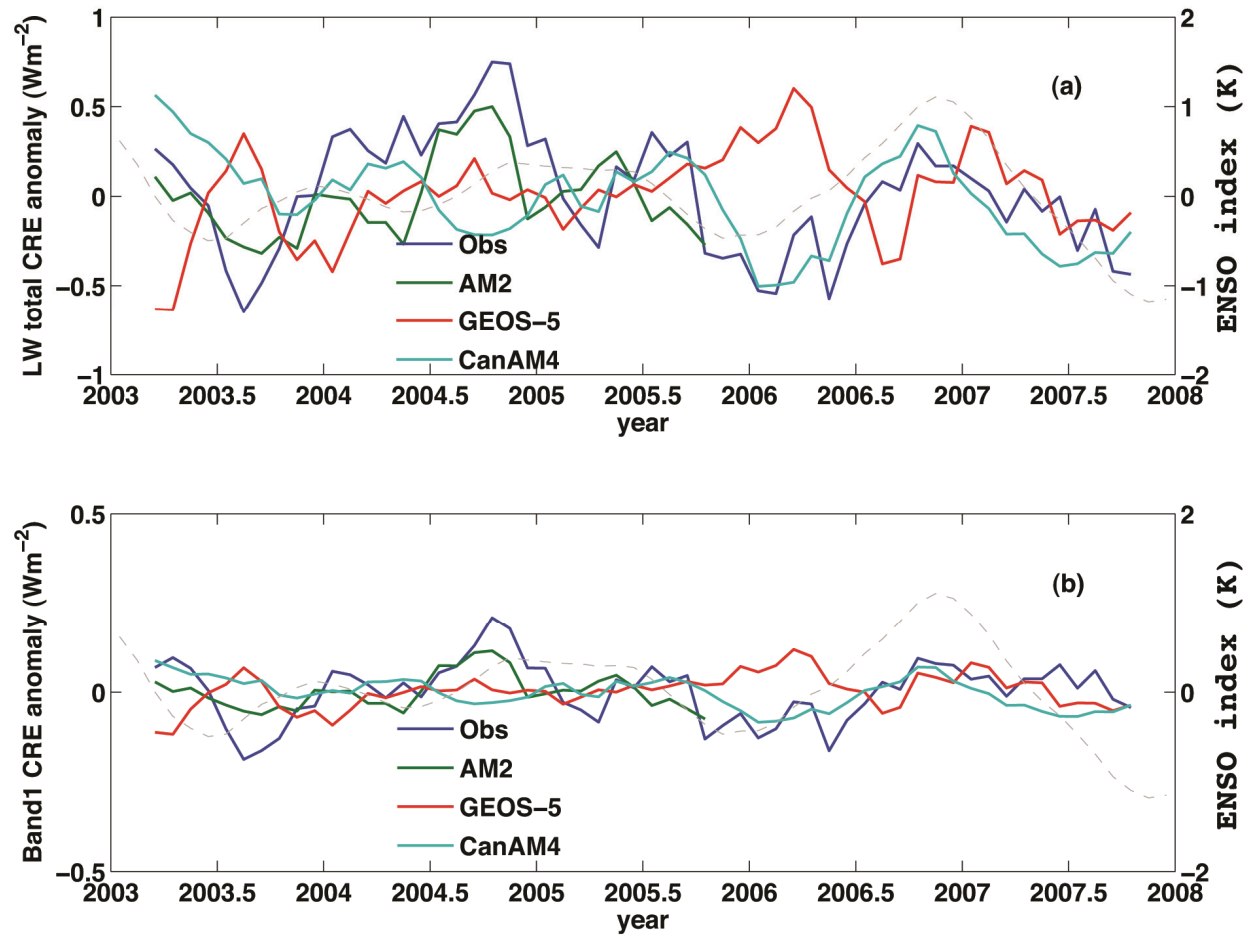 LW total CRE anomaly (Wm−2)
1
0.5
0
−0.5
−1
2
1
0
−1
−2
ENSO index (K)
(a)
Obs
AM2
GEOS−5
CanAM4
2003 2003.5 2004 2004.5 2005 2005.5 2006 2006.5 2007 2007.5 2008
year
Band1 CRE anomaly (Wm−2)
0.5
0
−0.5
2
0
−2
ENSO index (K)
(b)
Obs
AM2
GEOS−5
CanAM4
2003 2003.5 2004 2004.5 2005 2005.5 2006 2006.5 2007 2007.5 2008
year